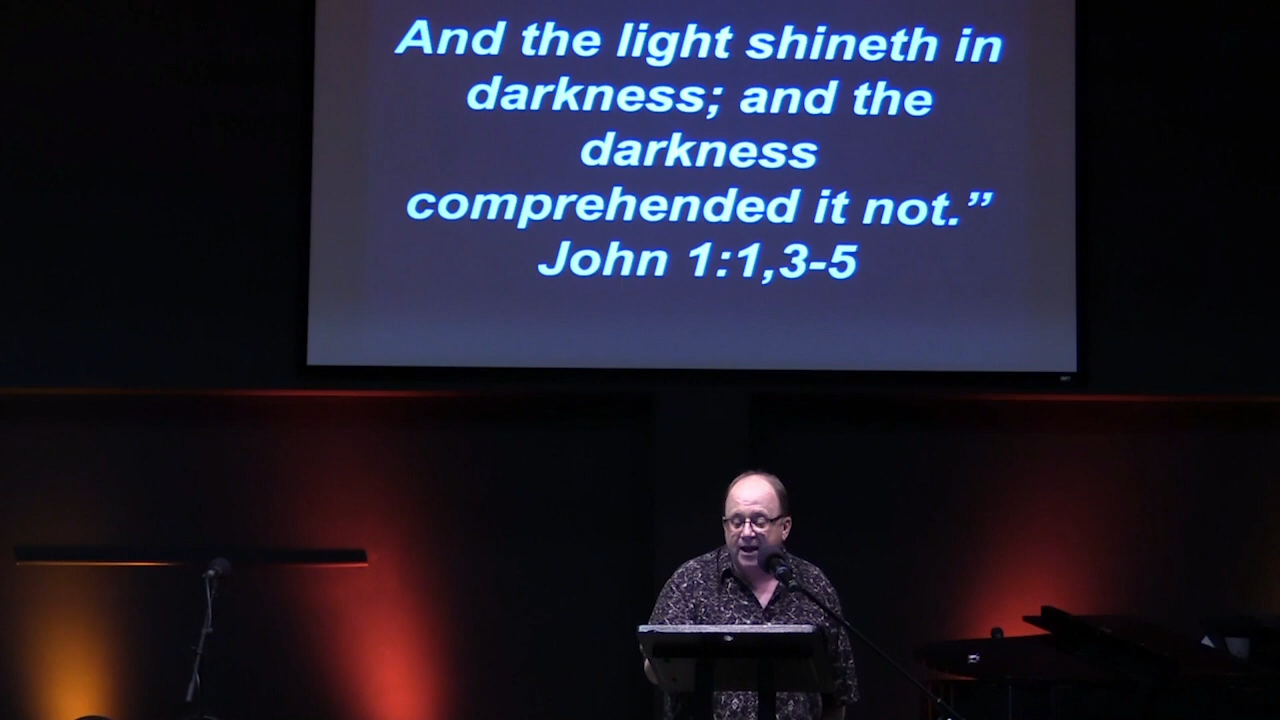 And the light shineth in
darkness; and the
darkness
comprehended it not.”
John 1:1,3-5